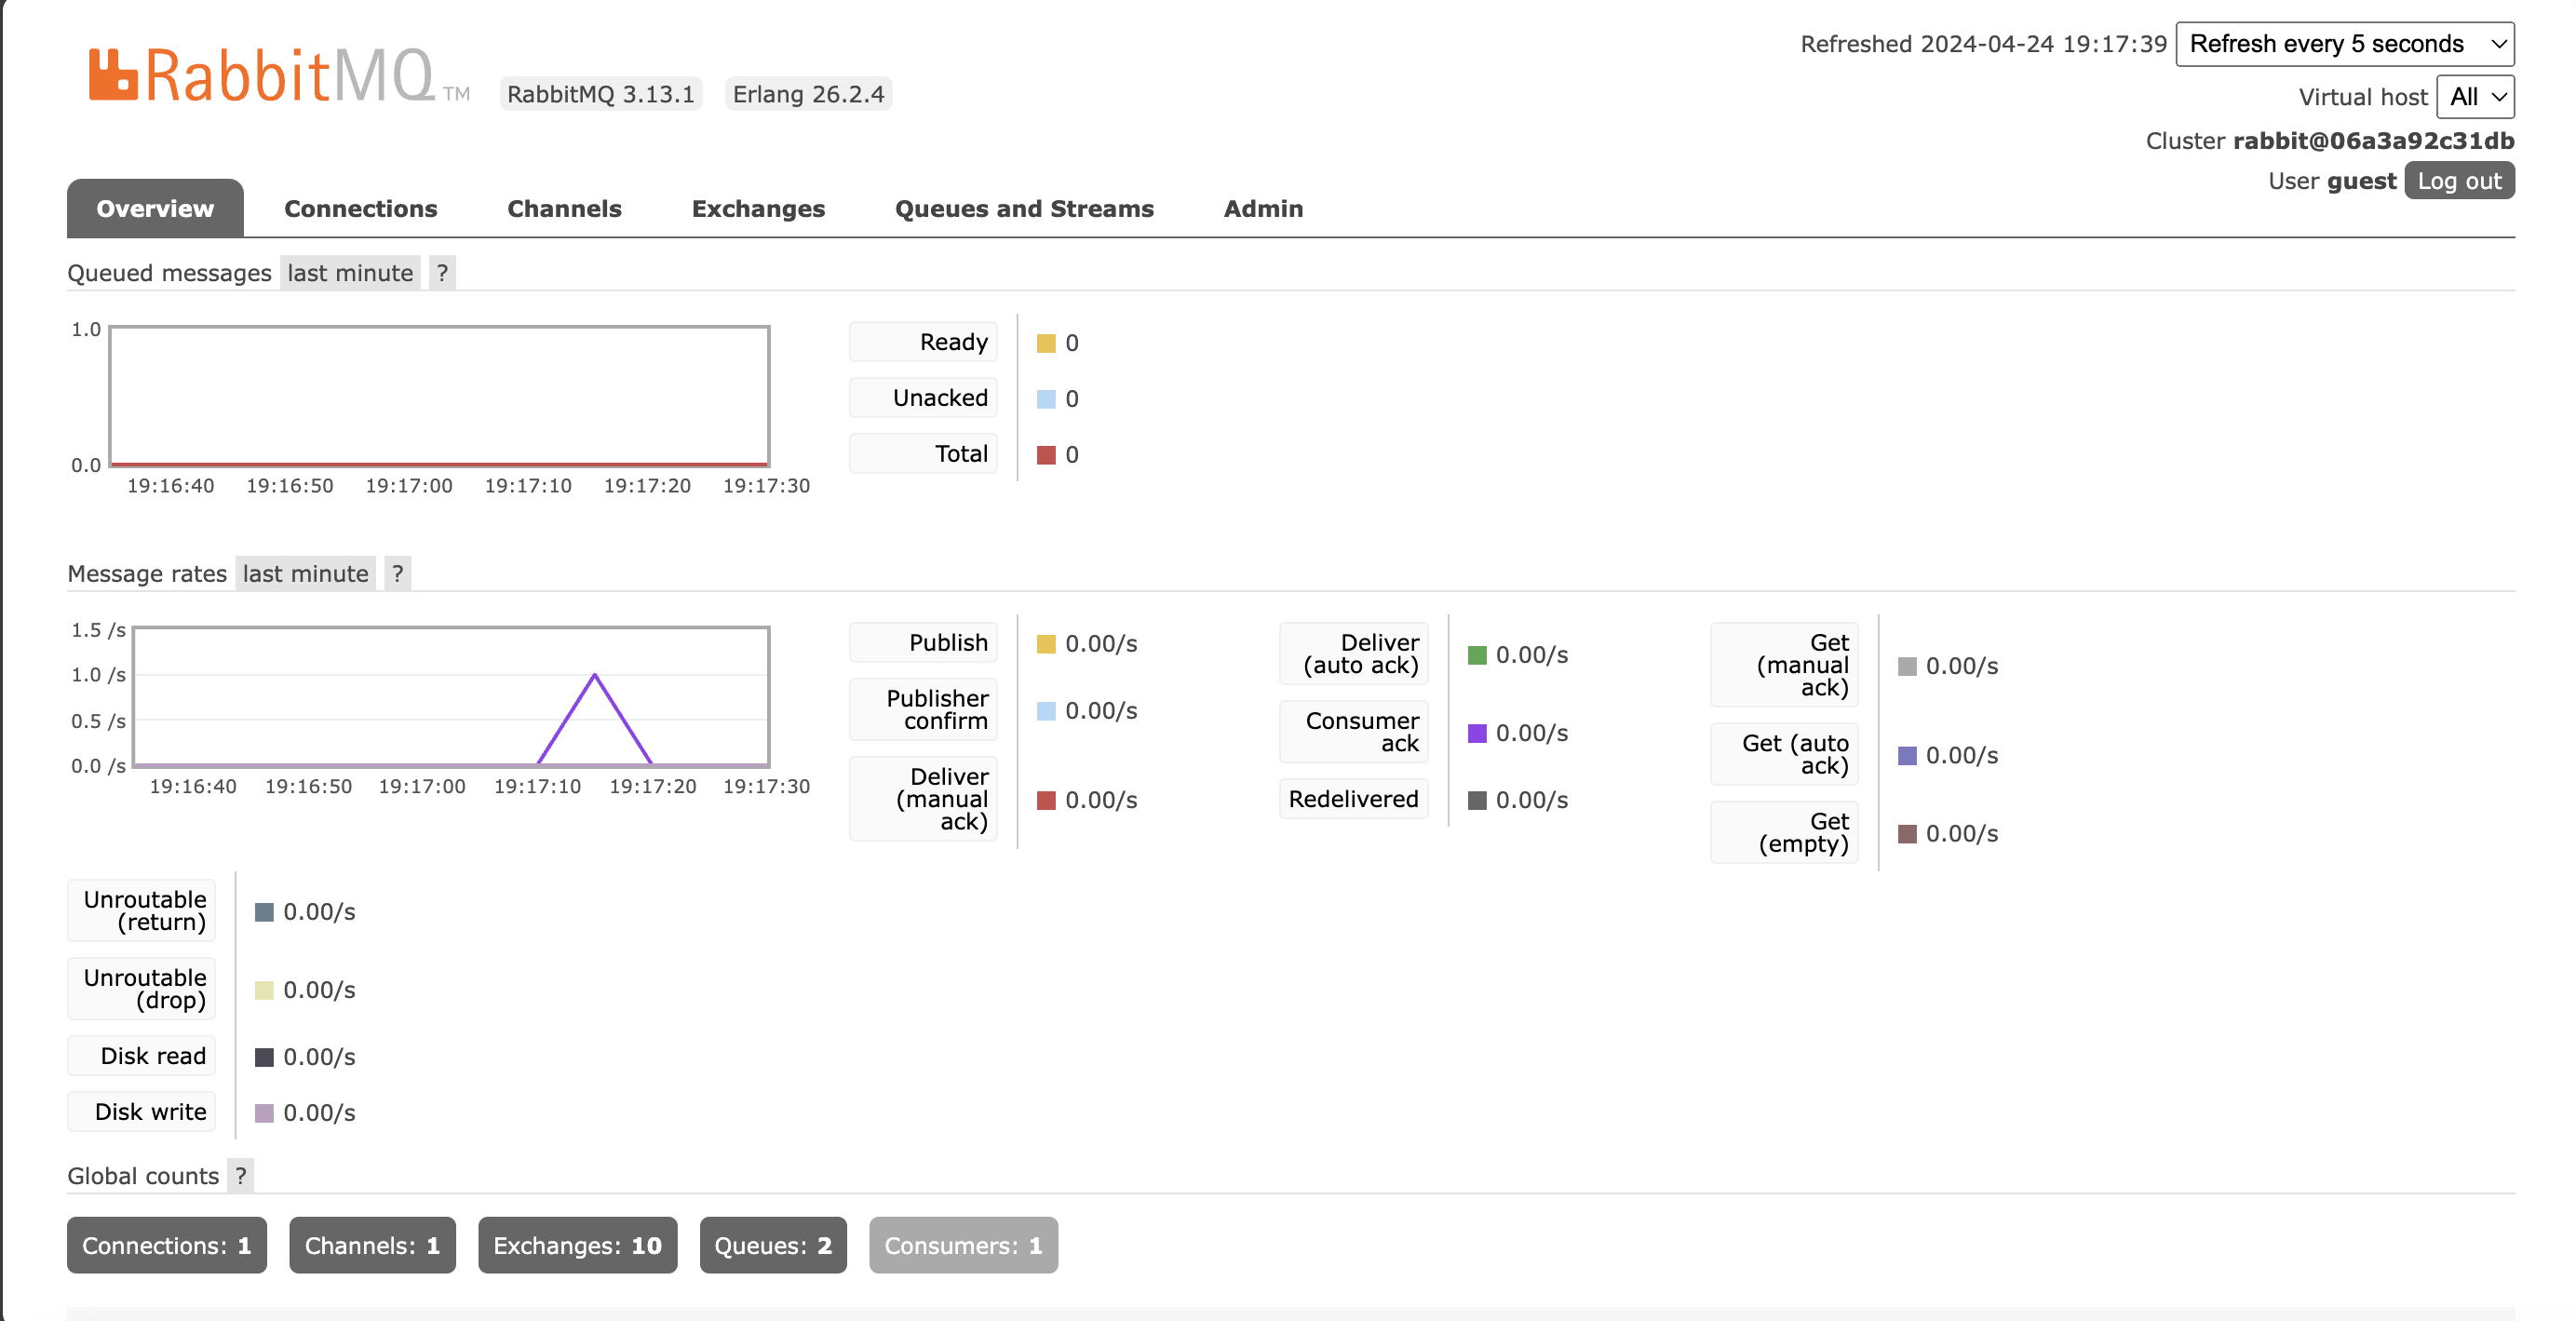 RabbitMQ TM
RabbitMQ 3.13.1
Erlang 26.2.4
Refreshed 2024-04-24 19:17:39
Refresh every 5 seconds
Virtual host
All
Cluster rabbit@06a3a92c31db
User guest
Log out
Overview
Connections
Channels
Exchanges
Queues and Streams
Admin
Queued messages last minute ?
1.0
0.0
19:16:40 19:16:50 19:17:00 19:17:10 19:17:20 19:17:30
Ready
0
Unacked
0
Total
0
Message rates last minute ?
1.5 /s
1.0 /s
0.5 /s
0.0 /s
19:16:40 19:16:50 19:17:00 19:17:10 19:17:20 19:17:30
Publish
0.00/s
Publisher
confirm
0.00/s
Deliver
(manual
ack)
0.00/s
Deliver
(auto ack)
0.00/s
Consumer
ack
0.00/s
Redelivered
0.00/s
Get
(manual
ack)
0.00/s
Get (auto
ack)
0.00/s
Get
(empty)
0.00/s
Unroutable
(return)
0.00/s
Unroutable
(drop)
0.00/s
Disk read
0.00/s
Disk write
0.00/s
Global counts ?
Connections: 1
Channels: 1
Exchanges: 10
Queues: 2
Consumers: 1